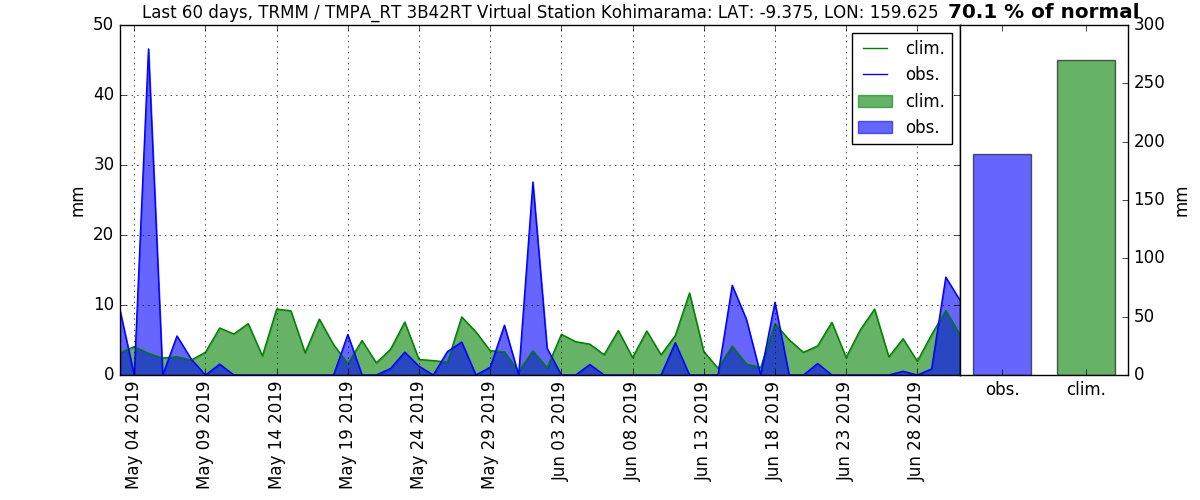 Last 60 days, TRMM / TMPA_RT 3B42RT Virtual Station Kohimarama: LAT: -9.375, LON: 159.625 70.1 % of normal
50
40
30
20
10
0
mm
clim.
obs.
clim.
obs.
May 04 2019
May 09 2019
May 14 2019
May 19 2019
May 24 2019
May 29 2019
Jun 03 2019
Jun 08 2019
Jun 13 2019
Jun 18 2019
Jun 23 2019
Jun 28 2019
300
250
200
150
100
50
0
mm
obs. clim.